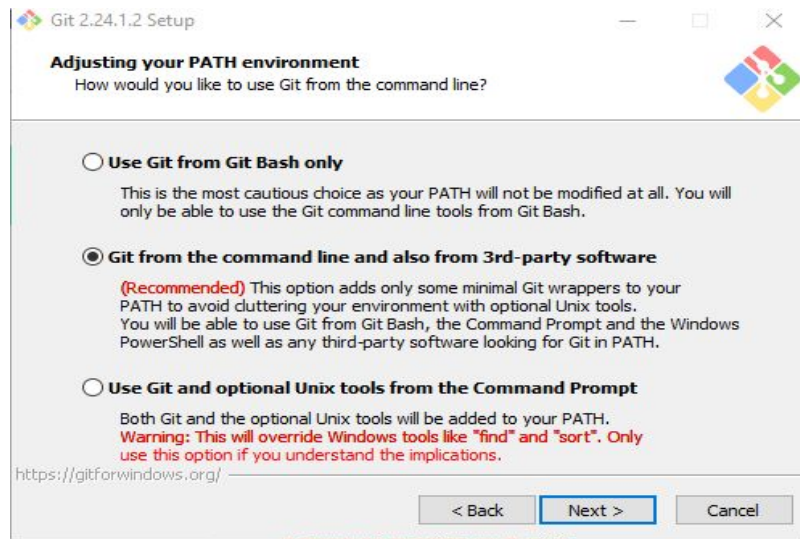 Git 2.24.1.2 Setup
Adjusting your PATH environment
How would you like to use Git from the command line?
Use Git from Git Bash only
This is the most cautious choice as your PATH will not be modified at all. You will
only be able to use the Git command line tools from Git Bash.
Git from the command line and also from 3rd-party software
(Recommended) This option adds only some minimal Git wrappers to your
PATH to avoid cluttering your environment with optional Unix tools.
You will be able to use Git from Git Bash, the Command Prompt and the Windows
PowerShell as well as any third-party software looking for Git in PATH.
Use Git and optional Unix tools from the Command Prompt
Both Git and the optional Unix tools will be added to your PATH.
Warning: This will override Windows tools like "find" and "sort". Only
use this option if you understand the implications.
https://gitforwindows.org/
< Back Next > Cancel